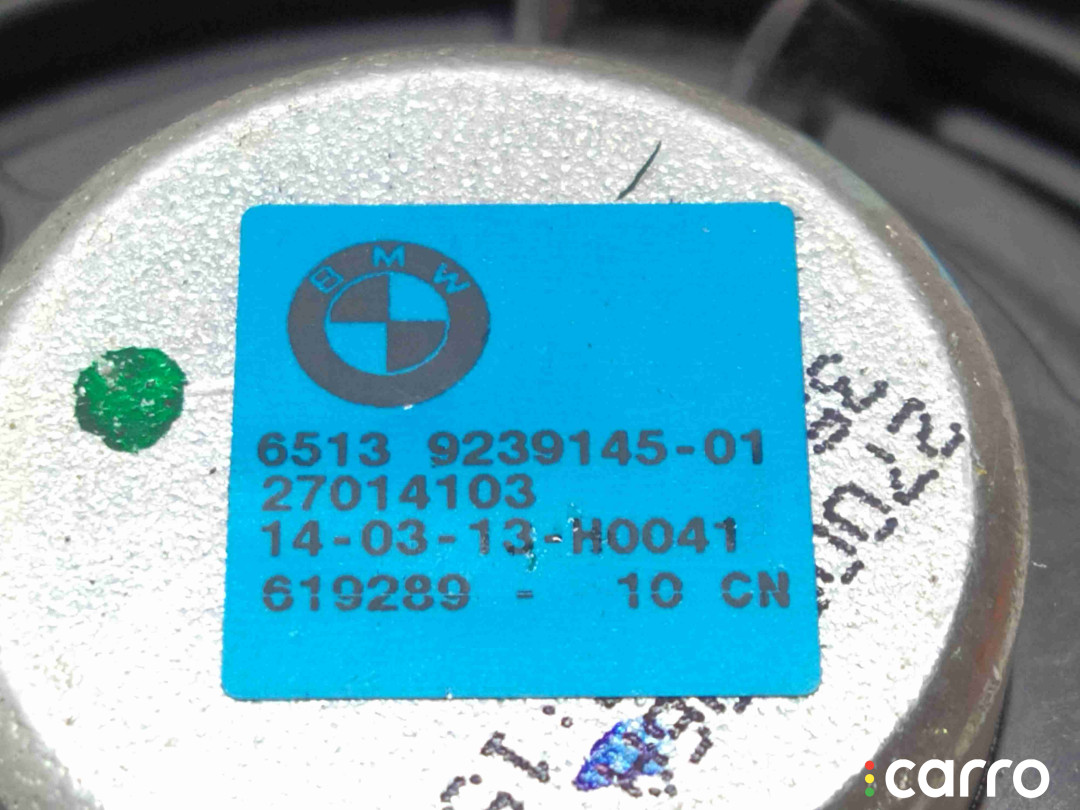 BMW
6513 9239145-01
27014103
14-03-13-H0041
619289 - 10 CN
carro